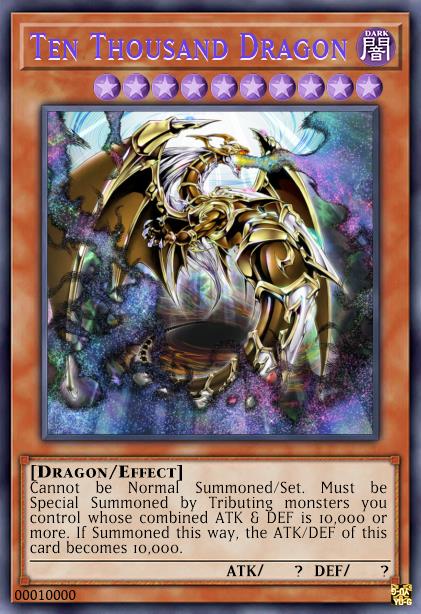 Ten Thousand Dragon
DARK
闇
[Dragon/Effect]
Cannot be Normal Summoned/Set. Must be
Special Summoned by Tributing monsters you
control whose combined ATK & DEF is 10,000 or
more. If Summoned this way, the ATK/DEF of this
card becomes 10,000.
ATK/ ? DEF/ ?
00010000